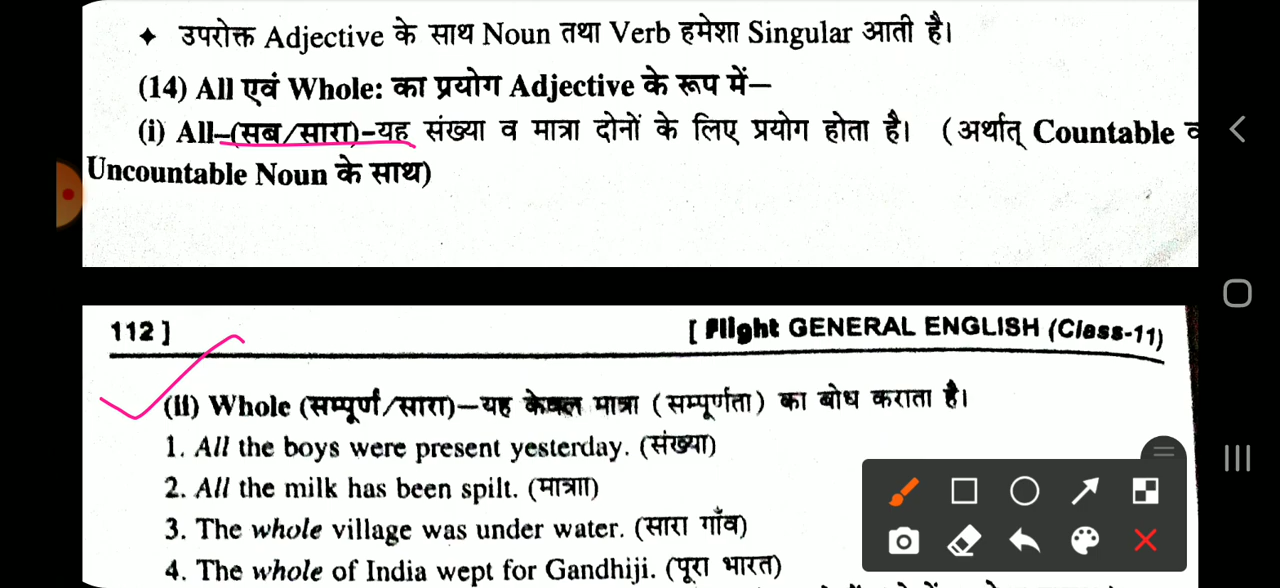 ✦ उपरोक्त Adjective के साथ Noun तथा Verb हमेशा Singular आती है।
(14) All एवं Whole: का प्रयोग Adjective के रूप में–
(i) All–(सब/सारा)–यह संख्या व मात्रा दोनों के लिए प्रयोग होता है। (अर्थात् Countable व
Uncountable Noun के साथ)
112 ]
[ Flight GENERAL ENGLISH (Class-11)
(ii) Whole (सम्पूर्ण/सारा)–यह केवल मात्रा (सम्पूर्णता) का बोध कराता है।
1. All the boys were present yesterday. (संख्या)
2. All the milk has been spilt. (मात्राा)
3. The whole village was under water. (सारा गाँव)
4. The whole of India wept for Gandhiji. (पूरा भारत)